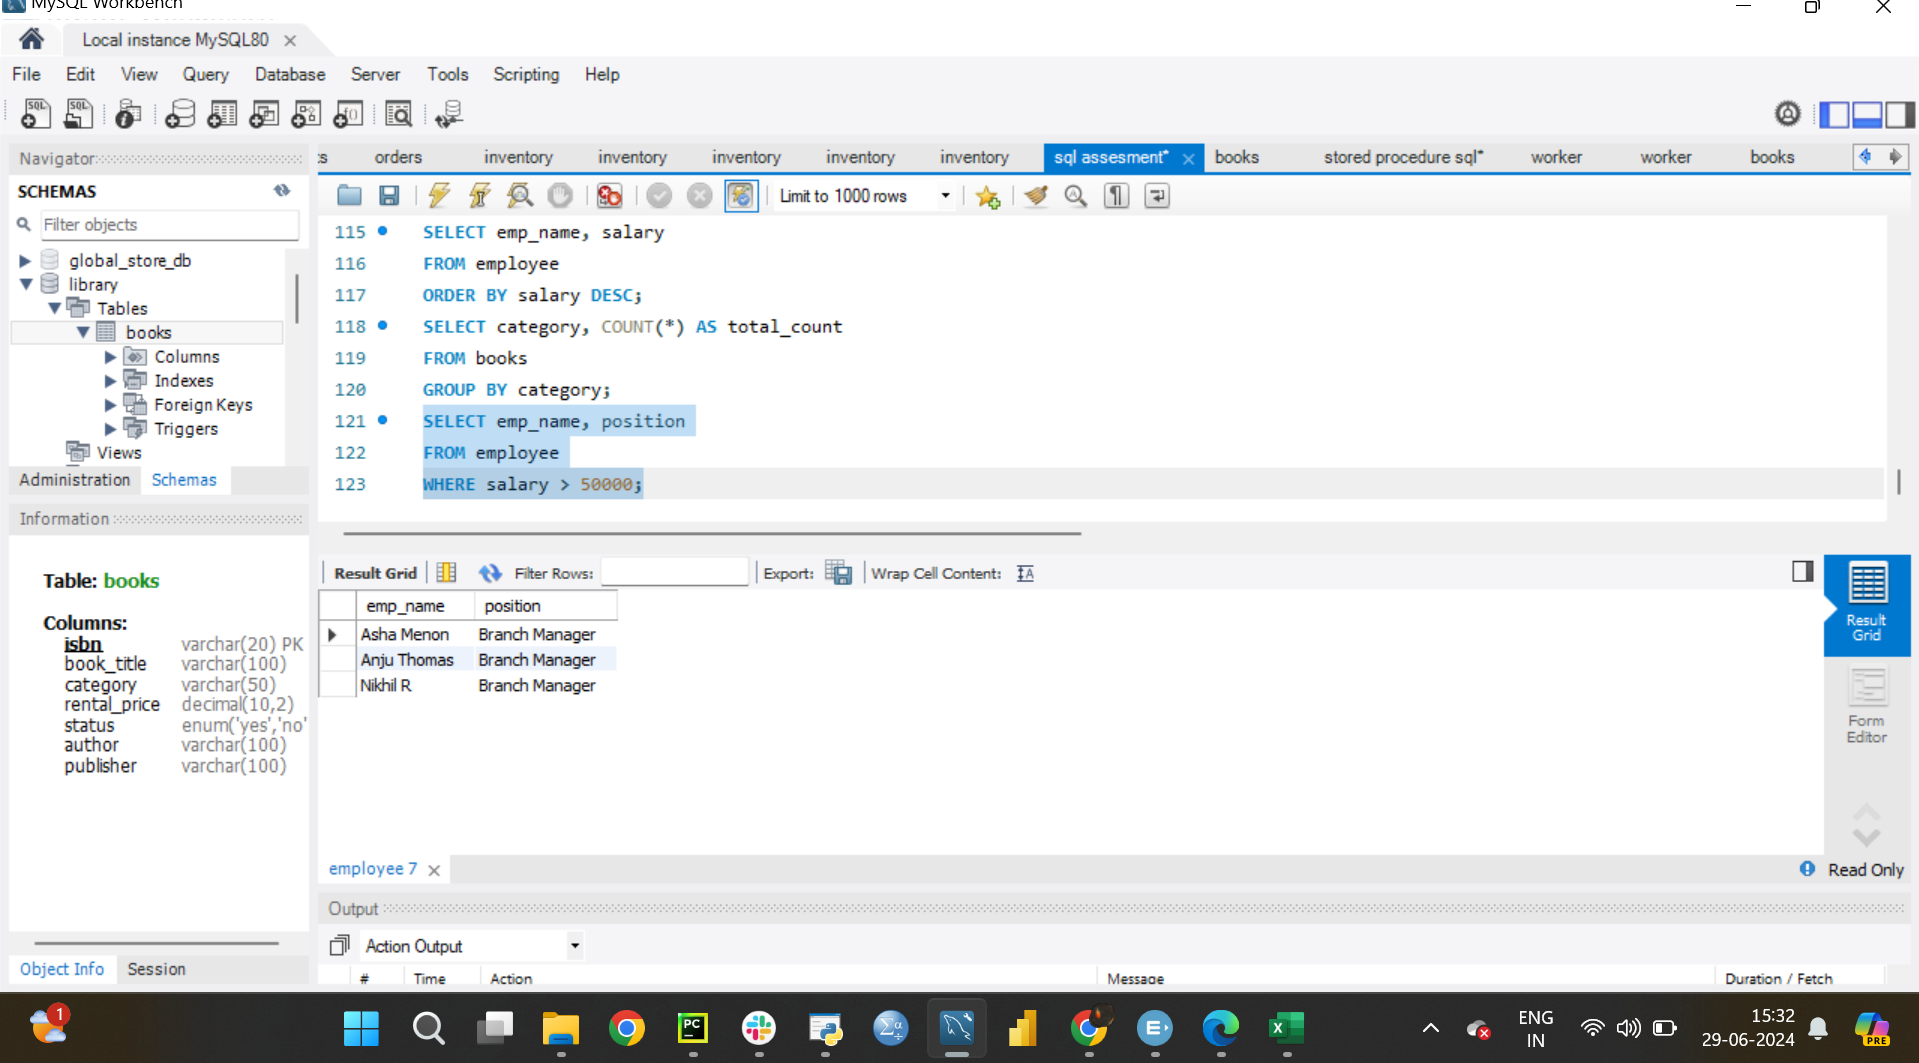 MySQL Workbench
Local instance MySQL80
File Edit View Query Database Server Tools Scripting Help
Navigator
ts orders inventory inventory inventory inventory inventory sql assesment* books stored procedure sql* worker worker books
SCHEMAS
Limit to 1000 rows
Filter objects
global_store_db
library
Tables
books
Columns
Indexes
Foreign Keys
Triggers
Views
Administration Schemas
115 SELECT emp_name, salary
116 FROM employee
117 ORDER BY salary DESC;
118 SELECT category, COUNT(*) AS total_count
119 FROM books
120 GROUP BY category;
121 SELECT emp_name, position
122 FROM employee
123 WHERE salary > 50000;
Information
Table: books
Columns:
isbn varchar(20) PK
book_title varchar(100)
category varchar(50)
rental_price decimal(10,2)
status enum('yes','no'
author varchar(100)
publisher varchar(100)
Result Grid Filter Rows: Export: Wrap Cell Content:
emp_name position
Asha Menon Branch Manager
Anju Thomas Branch Manager
Nikhil R Branch Manager
Result
Grid
Form
Editor
employee 7
Read Only
Output
Action Output
# Time Action Message Duration / Fetch
Object Info Session
1
ENG
IN
15:32
29-06-2024
PRE